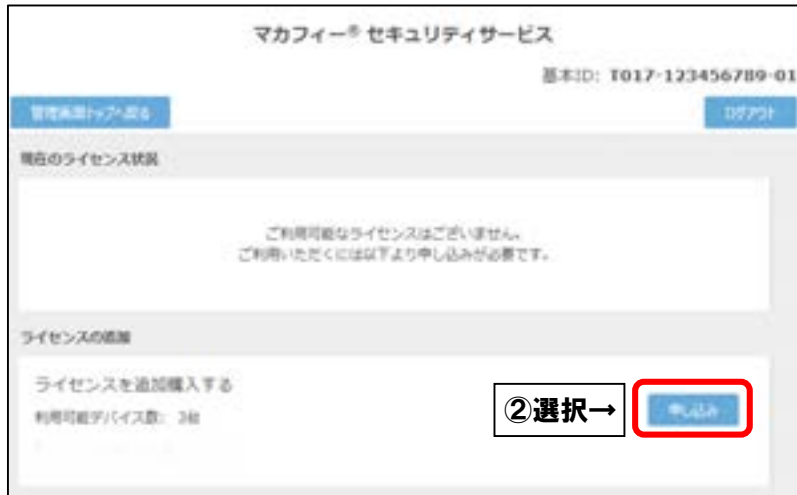 マカフィー® セキュリティサービス
基本ID: T017-123456789-01
管理画面トップへ戻る
ログアウト
現在のライセンス状況
ご利用可能なライセンスはございません。
ご利用いただくには以下より申し込みが必要です。
ライセンスの追加
ライセンスを追加購入する
利用可能デバイス数: 3台
②選択→
申し込み